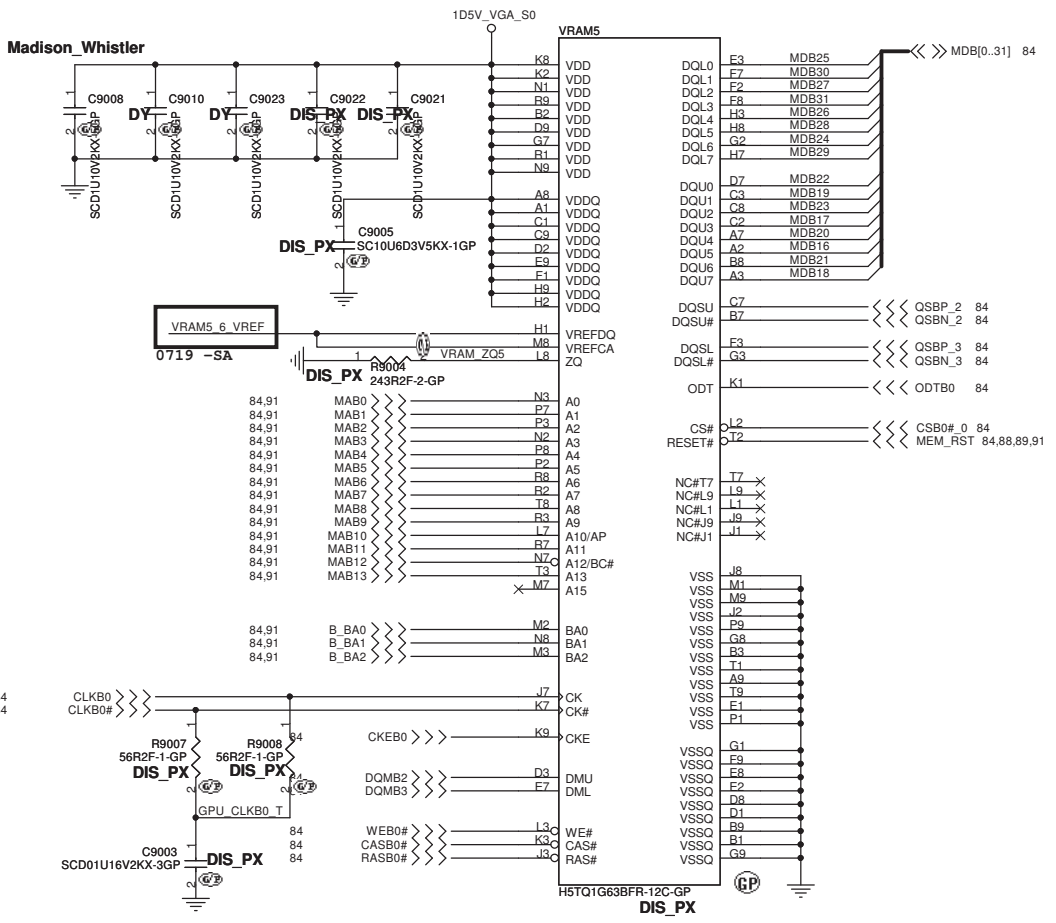 1D5V_VGA_S0
VRAM5
Madison_Whistler
C9008
C9010
C9023
C9022
C9021
DY
DY
DIS_PX
DIS_PX
SCD1U10V2KX-5GP
SCD1U10V2KX-5GP
SCD1U10V2KX-5GP
SCD1U10V2KX-5GP
SCD1U10V2KX-5GP
C9005
DIS_PX
SC10U6D3V5KX-1GP
VRAM5_6_VREF
0719 -SA
VRAM_ZQ5
R9004
DIS_PX
243R2F-2-GP
K8 VDD
K2 VDD
N1 VDD
R9 VDD
B2 VDD
D9 VDD
G7 VDD
R1 VDD
N9 VDD
A8 VDDQ
A1 VDDQ
C1 VDDQ
C9 VDDQ
D2 VDDQ
E9 VDDQ
F1 VDDQ
H9 VDDQ
H2 VDDQ
H1 VREFDQ
M8 VREFCA
L8 ZQ
84,91 MAB0 N3 A0
84,91 MAB1 P7 A1
84,91 MAB2 P3 A2
84,91 MAB3 N2 A3
84,91 MAB4 P8 A4
84,91 MAB5 P2 A5
84,91 MAB6 R8 A6
84,91 MAB7 R2 A7
84,91 MAB8 T8 A8
84,91 MAB9 R3 A9
84,91 MAB10 L7 A10/AP
84,91 MAB11 R7 A11
84,91 MAB12 N7 A12/BC#
84,91 MAB13 T3 A13
M7 A15
84,91 B_BA0 M2 BA0
84,91 B_BA1 N8 BA1
84,91 B_BA2 M3 BA2
4 CLKB0 J7 CK
4 CLKB0# K7 CK#
84 CKEB0 K9 CKE
84 DQMB2 D3 DMU
84 DQMB3 E7 DML
84 WEB0# L3 WE#
84 CASB0# K3 CAS#
84 RASB0# J3 RAS#
R9007
56R2F-1-GP
DIS_PX
R9008
56R2F-1-GP
DIS_PX
GPU_CLKB0_T
C9003
SCD01U16V2KX-3GP
DIS_PX
DQL0 E3 MDB25
DQL1 F7 MDB30
DQL2 F2 MDB27
DQL3 F8 MDB31
DQL4 H3 MDB26
DQL5 H8 MDB28
DQL6 G2 MDB24
DQL7 H7 MDB29
MDB[0..31] 84
DQU0 D7 MDB22
DQU1 C3 MDB19
DQU2 C8 MDB23
DQU3 C2 MDB17
DQU4 A7 MDB20
DQU5 A2 MDB16
DQU6 B8 MDB21
DQU7 A3 MDB18
DQSU C7 QSBP_2 84
DQSU# B7 QSBN_2 84
DQSL F3 QSBP_3 84
DQSL# G3 QSBN_3 84
ODT K1 ODTB0 84
CS# L2 CSB0#_0 84
RESET# T2 MEM_RST 84,88,89,91
NC#T7 T7
NC#L9 L9
NC#L1 L1
NC#J9 J9
NC#J1 J1
VSS J8
VSS M1
VSS M9
VSS J2
VSS P9
VSS G8
VSS B3
VSS T1
VSS A9
VSS T9
VSS E1
VSS P1
VSSQ G1
VSSQ F9
VSSQ E8
VSSQ E2
VSSQ D8
VSSQ D1
VSSQ B9
VSSQ B1
VSSQ G9
H5TQ1G63BFR-12C-GP
DIS_PX
GP